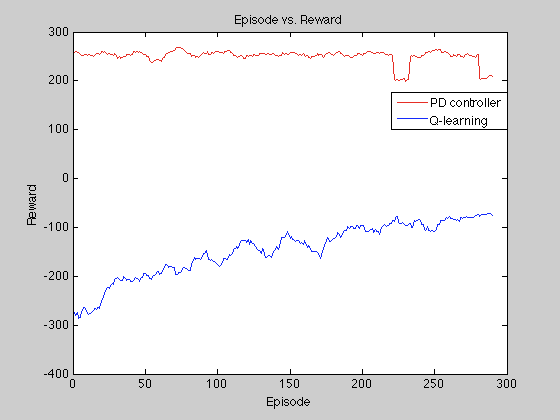 Episode vs. Reward
300
200
100
0
-100
-200
-300
-400
Reward
PD controller
Q-learning
0 50 100 150 200 250 300
Episode